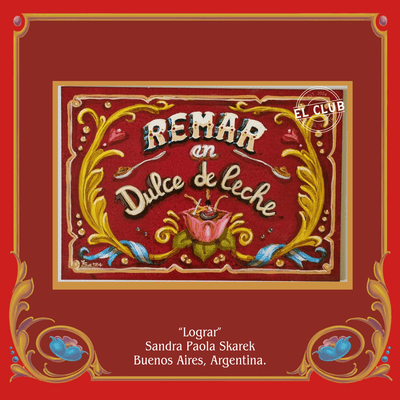 EL CLUB
REMAR
en
Dulce de leche
"Lograr"
Sandra Paola Skarek
Buenos Aires, Argentina.